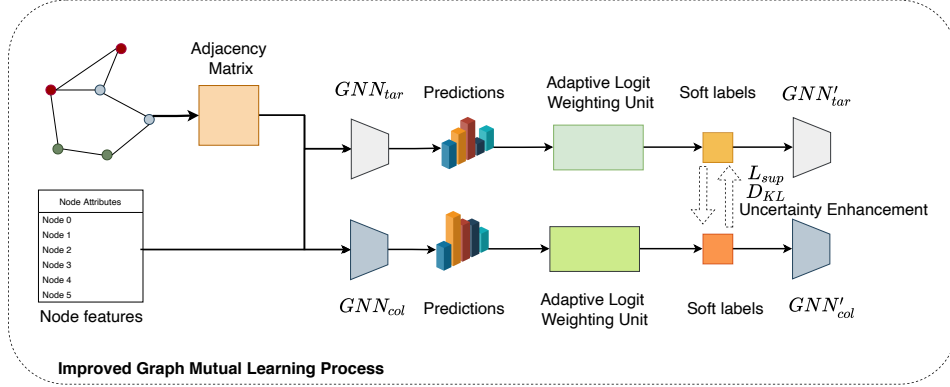 Adjacency
Matrix
GNN_tar
Predictions
Adaptive Logit
Weighting Unit
Soft labels
GNN'_tar
L_sup
D_KL
Uncertainty Enhancement
Node Attributes
Node 0
Node 1
Node 2
Node 3
Node 4
Node 5
Node features
GNN_col
Predictions
Adaptive Logit
Weighting Unit
Soft labels
GNN'_col
Improved Graph Mutual Learning Process